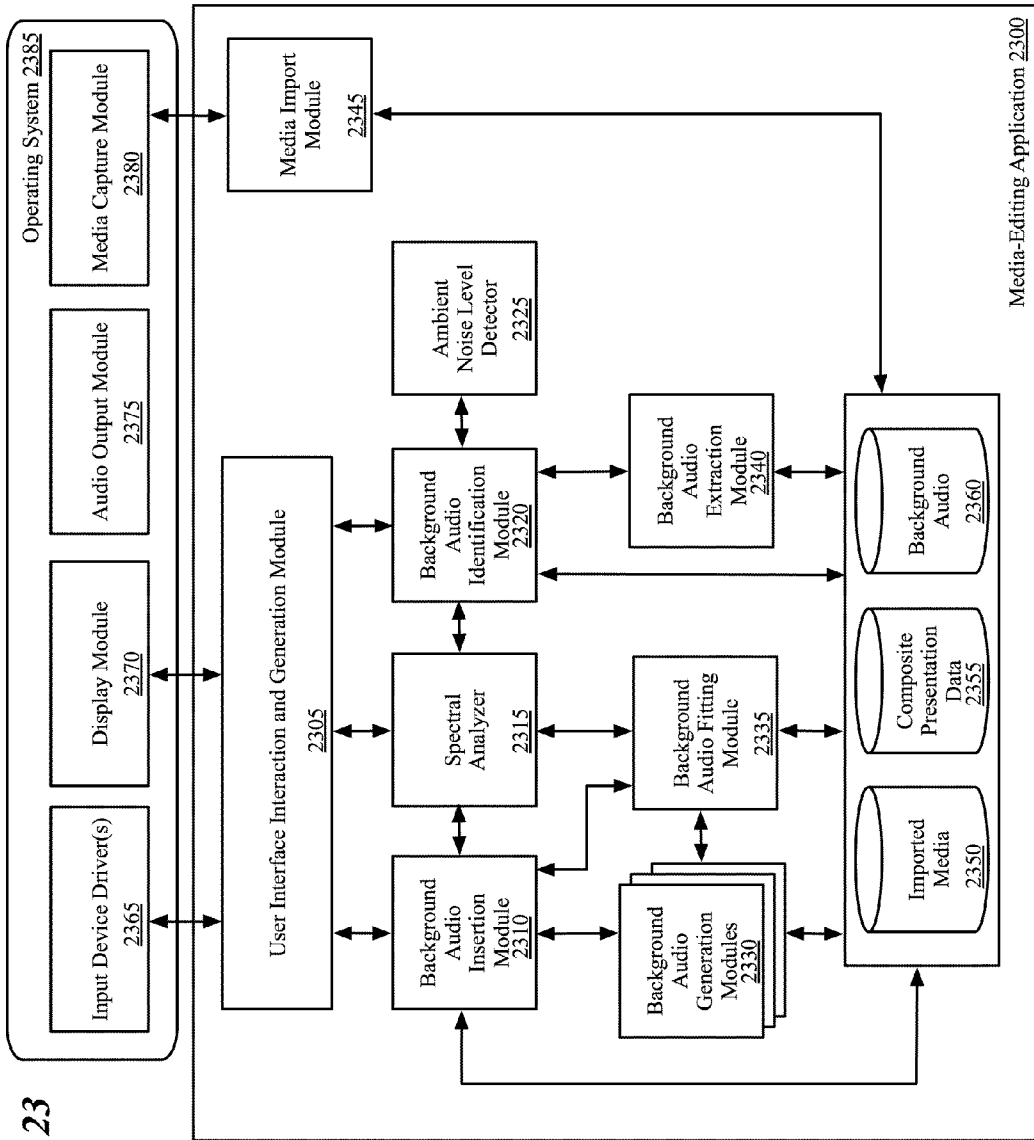 23
Operating System 2385
Input Device Driver(s)
2365
Display Module
2370
Audio Output Module
2375
Media Capture Module
2380
User Interface Interaction and Generation Module
2305
Media Import
Module
2345
Background
Audio
Insertion
Module
2310
Spectral
Analyzer
2315
Background
Audio
Identification
Module
2320
Ambient
Noise Level
Detector
2325
Background
Audio
Generation
Modules
2330
Background
Audio Fitting
Module
2335
Background
Audio
Extraction
Module
2340
Imported
Media
2350
Composite
Presentation
Data
2355
Background
Audio
2360
Media-Editing Application 2300